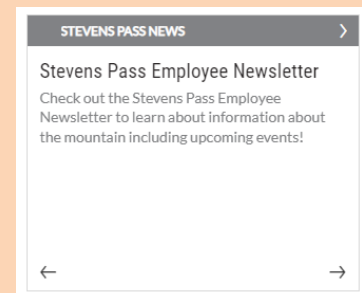 STEVENS PASS NEWS
Stevens Pass Employee Newsletter
Check out the Stevens Pass Employee
Newsletter to learn about information about
the mountain including upcoming events!